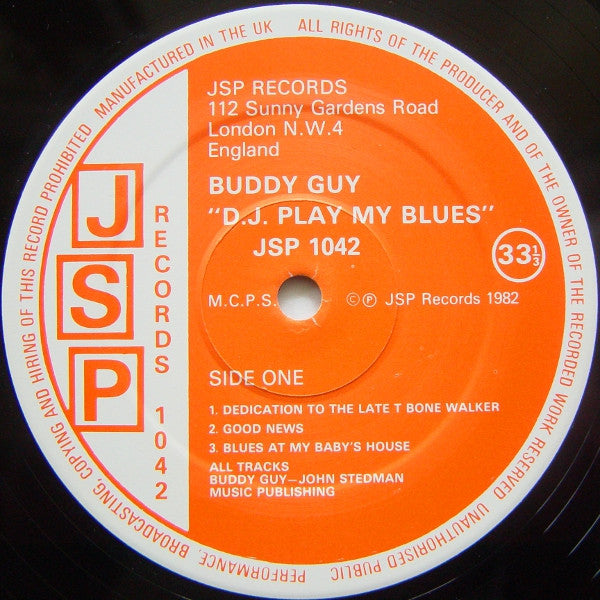 MANUFACTURED IN THE UK ALL RIGHTS OF THE PRODUCER AND OF THE OWNER OF THE RECORDED WORK RESERVED UNAUTHORISED PUBLIC PERFORMANCE, BROADCASTING, COPYING AND HIRING OF THIS RECORD PROHIBITED
JSP RECORDS
112 Sunny Gardens Road
London N.W.4
England
BUDDY GUY
"D.J. PLAY MY BLUES"
JSP 1042
33⅓
M.C.P.S. ©℗ JSP Records 1982
SIDE ONE
1. DEDICATION TO THE LATE T BONE WALKER
2. GOOD NEWS
3. BLUES AT MY BABY'S HOUSE
ALL TRACKS
BUDDY GUY—JOHN STEDMAN
MUSIC PUBLISHING
JSP
RECORDS 1042